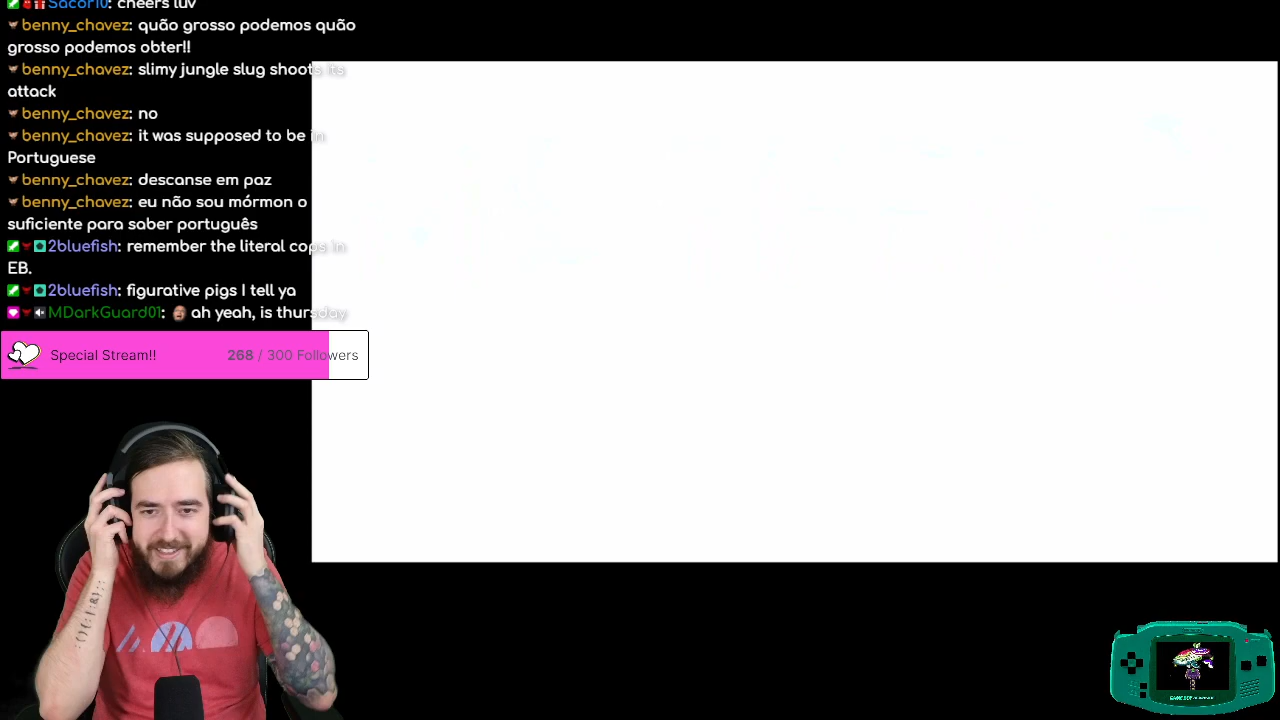 Sacor10: cheers luv
benny_chavez: quão grosso podemos quão
grosso podemos obter!!
benny_chavez: slimy jungle slug shoots its
attack
benny_chavez: no
benny_chavez: it was supposed to be in
Portuguese
benny_chavez: descanse em paz
benny_chavez: eu não sou mórmon o
suficiente para saber português
2bluefish: remember the literal cops in
EB.
2bluefish: figurative pigs I tell ya
MDarkGuard01: ah yeah, is thursday
Special Stream!! 268 / 300 Followers